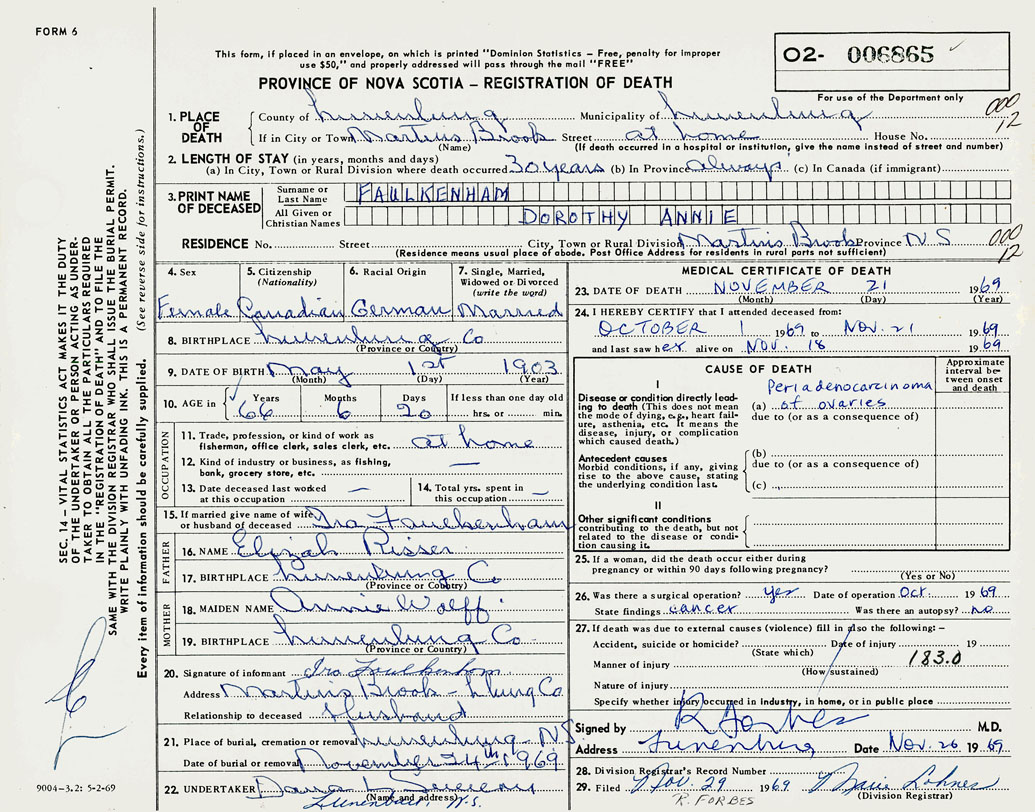 FORM 6
This form, if placed in an envelope, on which is printed "Dominion Statistics – Free, penalty for improper
use $50," and properly addressed will pass through the mail "FREE"
PROVINCE OF NOVA SCOTIA – REGISTRATION OF DEATH
O2- 006865
For use of the Department only
000
12
SEC. 14 – VITAL STATISTICS ACT MAKES IT THE DUTY
OF THE UNDERTAKER OR PERSON ACTING AS UNDER-
TAKER TO OBTAIN ALL THE PARTICULARS REQUIRED
IN THE "REGISTRATION OF DEATH" AND TO FILE THE
SAME WITH THE DIVISION REGISTRAR WHO SHALL ISSUE THE BURIAL PERMIT.
WRITE PLAINLY WITH UNFADING INK. THIS IS A PERMANENT RECORD.
Every item of information should be carefully supplied. (See reverse side for instructions.)
1. PLACE OF DEATH
County of Lunenburg Municipality of Lunenburg
If in City or Town Martins Brook Street at home House No.
(Name) (If death occurred in a hospital or institution, give the name instead of street and number)
2. LENGTH OF STAY (in years, months and days)
(a) In City, Town or Rural Division where death occurred 30 years (b) In Province always (c) In Canada (if immigrant)
3. PRINT NAME OF DECEASED
Surname or Last Name FAULKENHAM
All Given or Christian Names DOROTHY ANNIE
RESIDENCE No. Street City, Town or Rural Division Martins Brook Province N S
(Residence means usual place of abode. Post Office Address for residents in rural parts not sufficient)
000
12
4. Sex 5. Citizenship (Nationality) 6. Racial Origin 7. Single, Married, Widowed or Divorced (write the word)
Female Canadian German Married
8. BIRTHPLACE Lunenburg Co
(Province or Country)
9. DATE OF BIRTH May 1st 1903
(Month) (Day) (Year)
10. AGE in Years Months Days If less than one day old
66 6 20 hrs. or min.
OCCUPATION
11. Trade, profession, or kind of work as
fisherman, office clerk, sales clerk, etc. at home
12. Kind of industry or business, as fishing,
bank, grocery store, etc. —
13. Date deceased last worked
at this occupation —
14. Total yrs. spent in
this occupation —
15. If married give name of wife
or husband of deceased Ira Faulkenham
FATHER
16. NAME Elijah Risser
17. BIRTHPLACE Lunenburg Co
(Province or Country)
MOTHER
18. MAIDEN NAME Annie Wolff
19. BIRTHPLACE Lunenburg Co
(Province or Country)
20. Signature of informant Ira Faulkenham
Address Martins Brook – Lunng Co
Relationship to deceased Husband
21. Place of burial, cremation or removal Lunenburg N.S.
Date of burial or removal November 24th 1969
22. UNDERTAKER
(Name and address)
Lunenburg N.S.
9004-3.2: 5-2-69
MEDICAL CERTIFICATE OF DEATH
23. DATE OF DEATH NOVEMBER 21 1969
(Month) (Day) (Year)
24. I HEREBY CERTIFY that I attended deceased from:
OCTOBER 1 1969 to NOV. 21 1969
and last saw her alive on NOV. 18 1969
CAUSE OF DEATH
Approximate interval between onset and death
I
Disease or condition directly leading to death (This does not mean the mode of dying, e.g., heart failure, asthenia, etc. It means the disease, injury, or complication which caused death.)
Periadenocarcinoma
(a) of ovaries
due to (or as a consequence of)
Antecedent causes
Morbid conditions, if any, giving rise to the above cause, stating the underlying condition last.
(b)
due to (or as a consequence of)
(c)
II
Other significant conditions
contributing to the death, but not related to the disease or condition causing it.
25. If a woman, did the death occur either during
pregnancy or within 90 days following pregnancy?
(Yes or No)
26. Was there a surgical operation? yes Date of operation Oct. 1969
State findings cancer Was there an autopsy? no
27. If death was due to external causes (violence) fill in also the following: –
Accident, suicide or homicide? Date of injury 19
(State which)
Manner of injury 183.0
(How sustained)
Nature of injury
Specify whether injury occurred in Industry, in home, or in public place
Signed by R Forbes M.D.
Address Lunenburg Date Nov. 26 1969
28. Division Registrar's Record Number
29. Filed Nov 29 1969 Marie Lohnes
R. FORBES (Division Registrar)